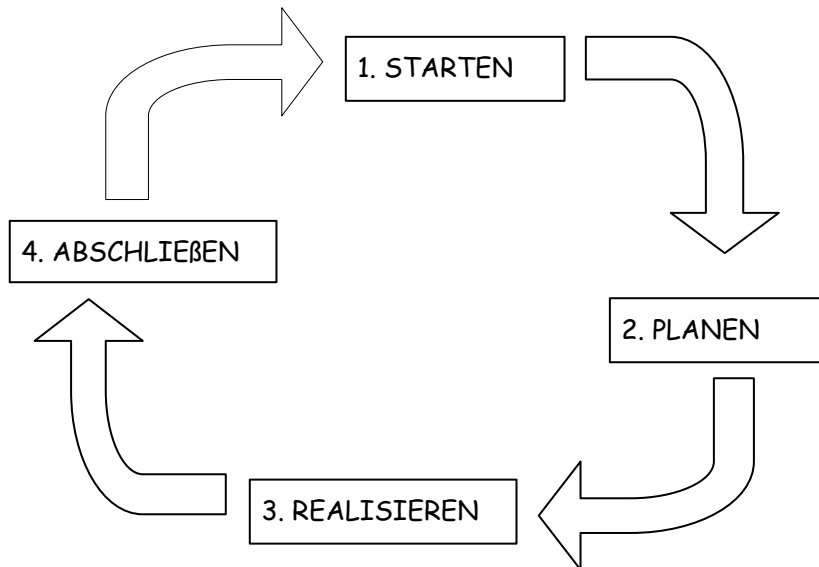 1. STARTEN
2. PLANEN
3. REALISIEREN
4. ABSCHLIEßEN